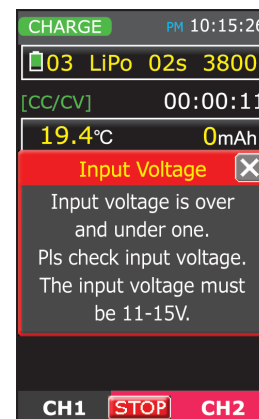 CHARGE PM 10:15:26
03 LiPo 02s 3800
[CC/CV] 00:00:11
19.4℃ 0mAh
Input Voltage
Input voltage is over
and under one.
Pls check input voltage.
The input voltage must
be 11-15V.
CH1 STOP CH2